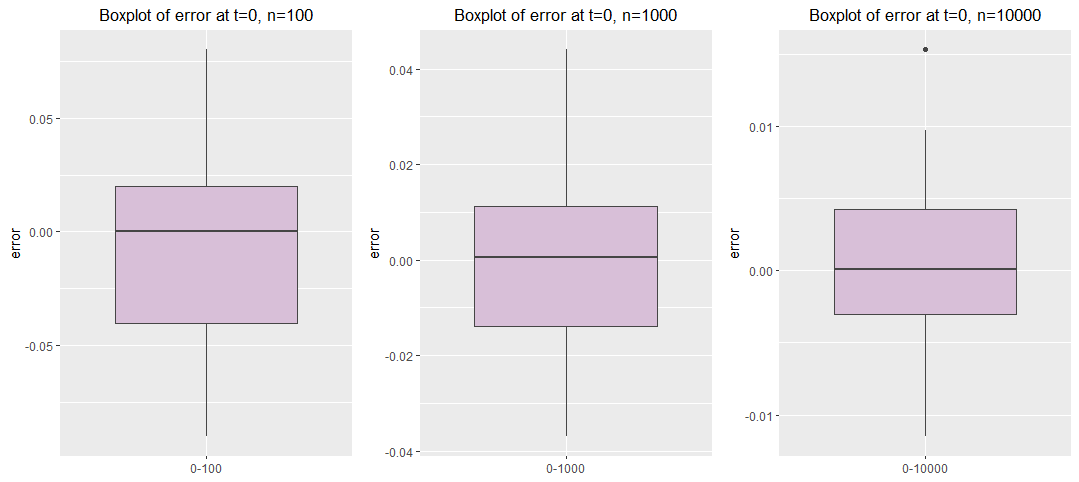 Boxplot of error at t=0, n=100
error
0.05
0.00
-0.05
0-100
Boxplot of error at t=0, n=1000
error
0.04
0.02
0.00
-0.02
-0.04
0-1000
Boxplot of error at t=0, n=10000
error
0.01
0.00
-0.01
0-10000